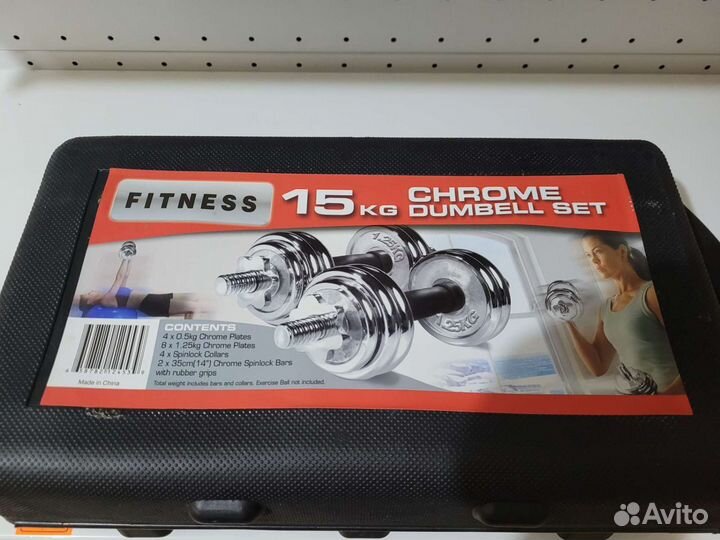 FITNESS
15 KG
CHROME
DUMBELL SET
1.25KG
1.25KG
CONTENTS
4 x 0.5kg Chrome Plates
8 x 1.25kg Chrome Plates
4 x Spinlock Collars
2 x 35cm(14") Chrome Spinlock Bars
with rubber grips
Total weight includes bars and collars. Exercise Ball not included.
Made in China
Avito